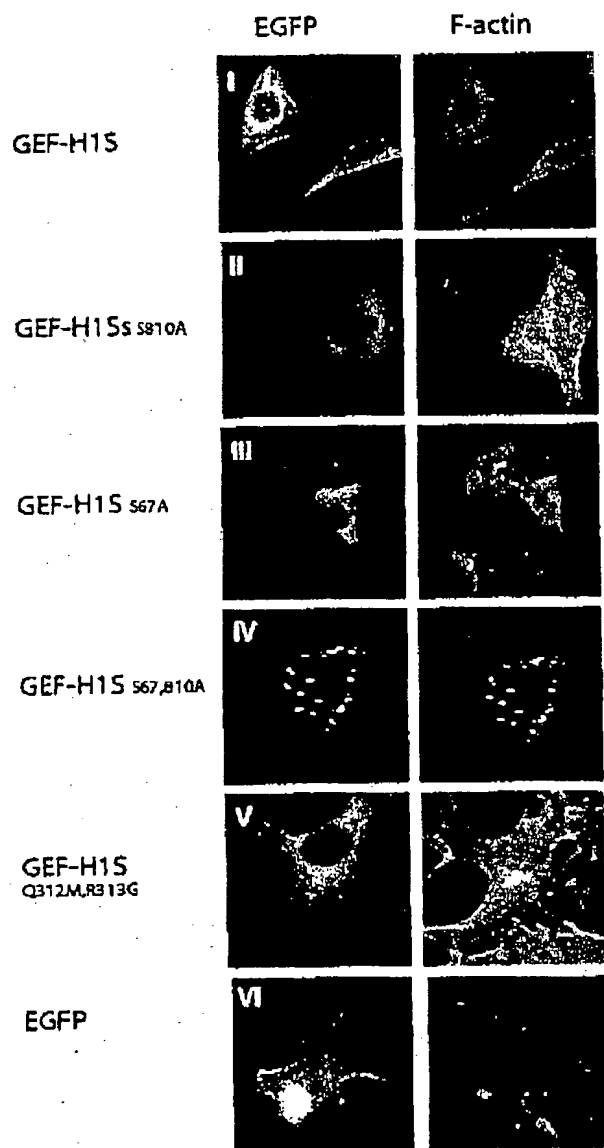 EGFP F-actin
I
GEF-H1S
II
GEF-H1Ss S810A
III
GEF-H1S S67A
IV
GEF-H1S S67,810A
V
GEF-H1S
Q312M,R313G
VI
EGFP